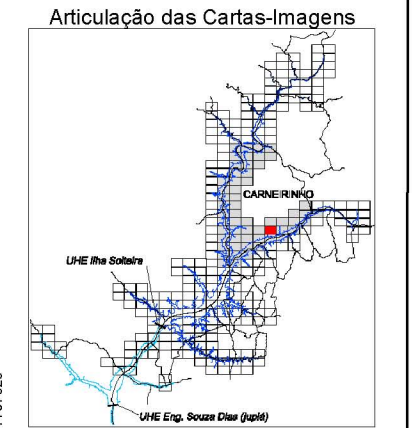 Articulação das Cartas-Imagens
CARNEIRINHO
UHE Ilha Solteira
UHE Eng. Souza Dias (jupiá)